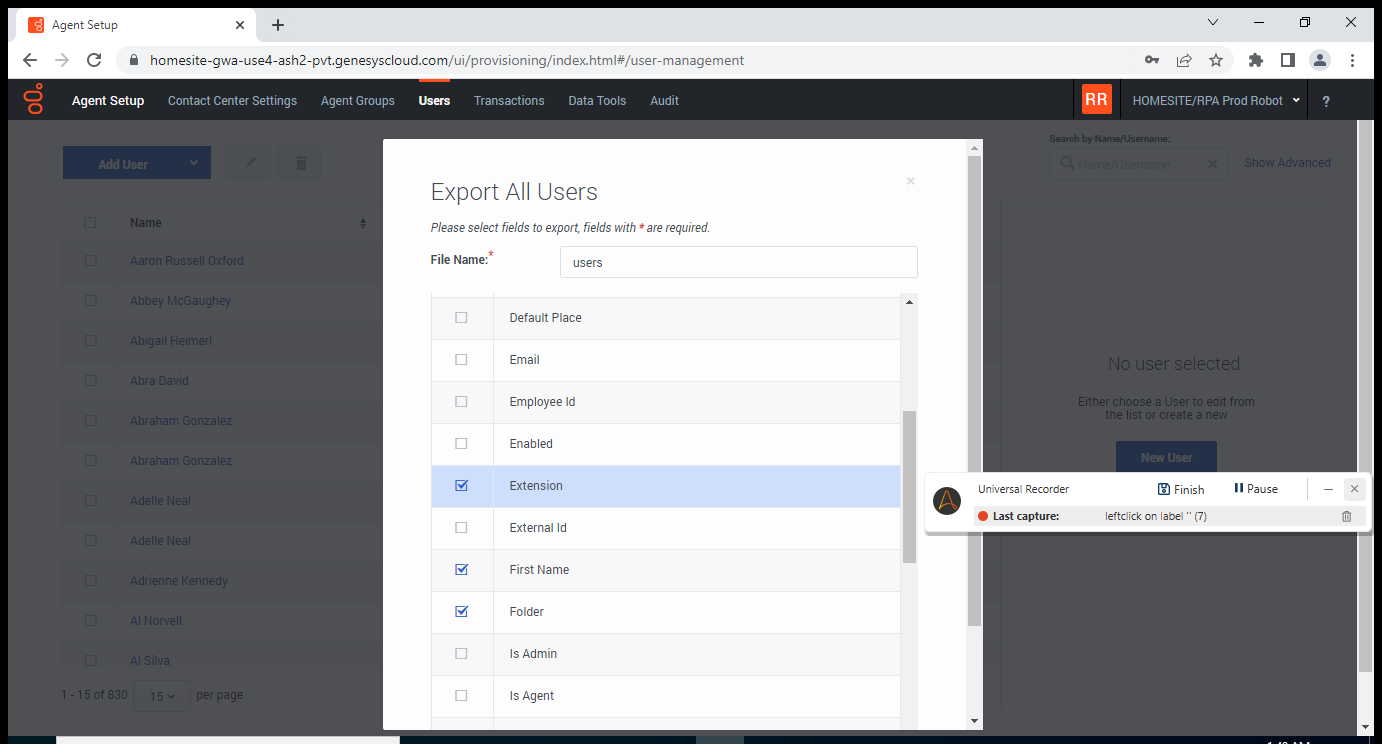 Agent Setup
homesite-gwa-use4-ash2-pvt.genesyscloud.com/ui/provisioning/index.html#/user-management
Agent Setup Contact Center Settings Agent Groups Users Transactions Data Tools Audit RR HOMESITE/RPA Prod Robot ?
Add User
Search by Name/Username:
Name/Username
Show Advanced
Name
Aaron Russell Oxford
Abbey McGaughey
Abigail Heimerl
Abra David
Abraham Gonzalez
Abraham Gonzalez
Adelle Neal
Adelle Neal
Adrienne Kennedy
Al Norvell
Al Silva
1 - 15 of 830 15 per page
Export All Users
Please select fields to export, fields with * are required.
File Name:* users
Default Place
Email
Employee Id
Enabled
Extension
External Id
First Name
Folder
Is Admin
Is Agent
No user selected
Either choose a User to edit from
the list or create a new
New User
Universal Recorder Finish Pause
Last capture: leftclick on label '' (7)